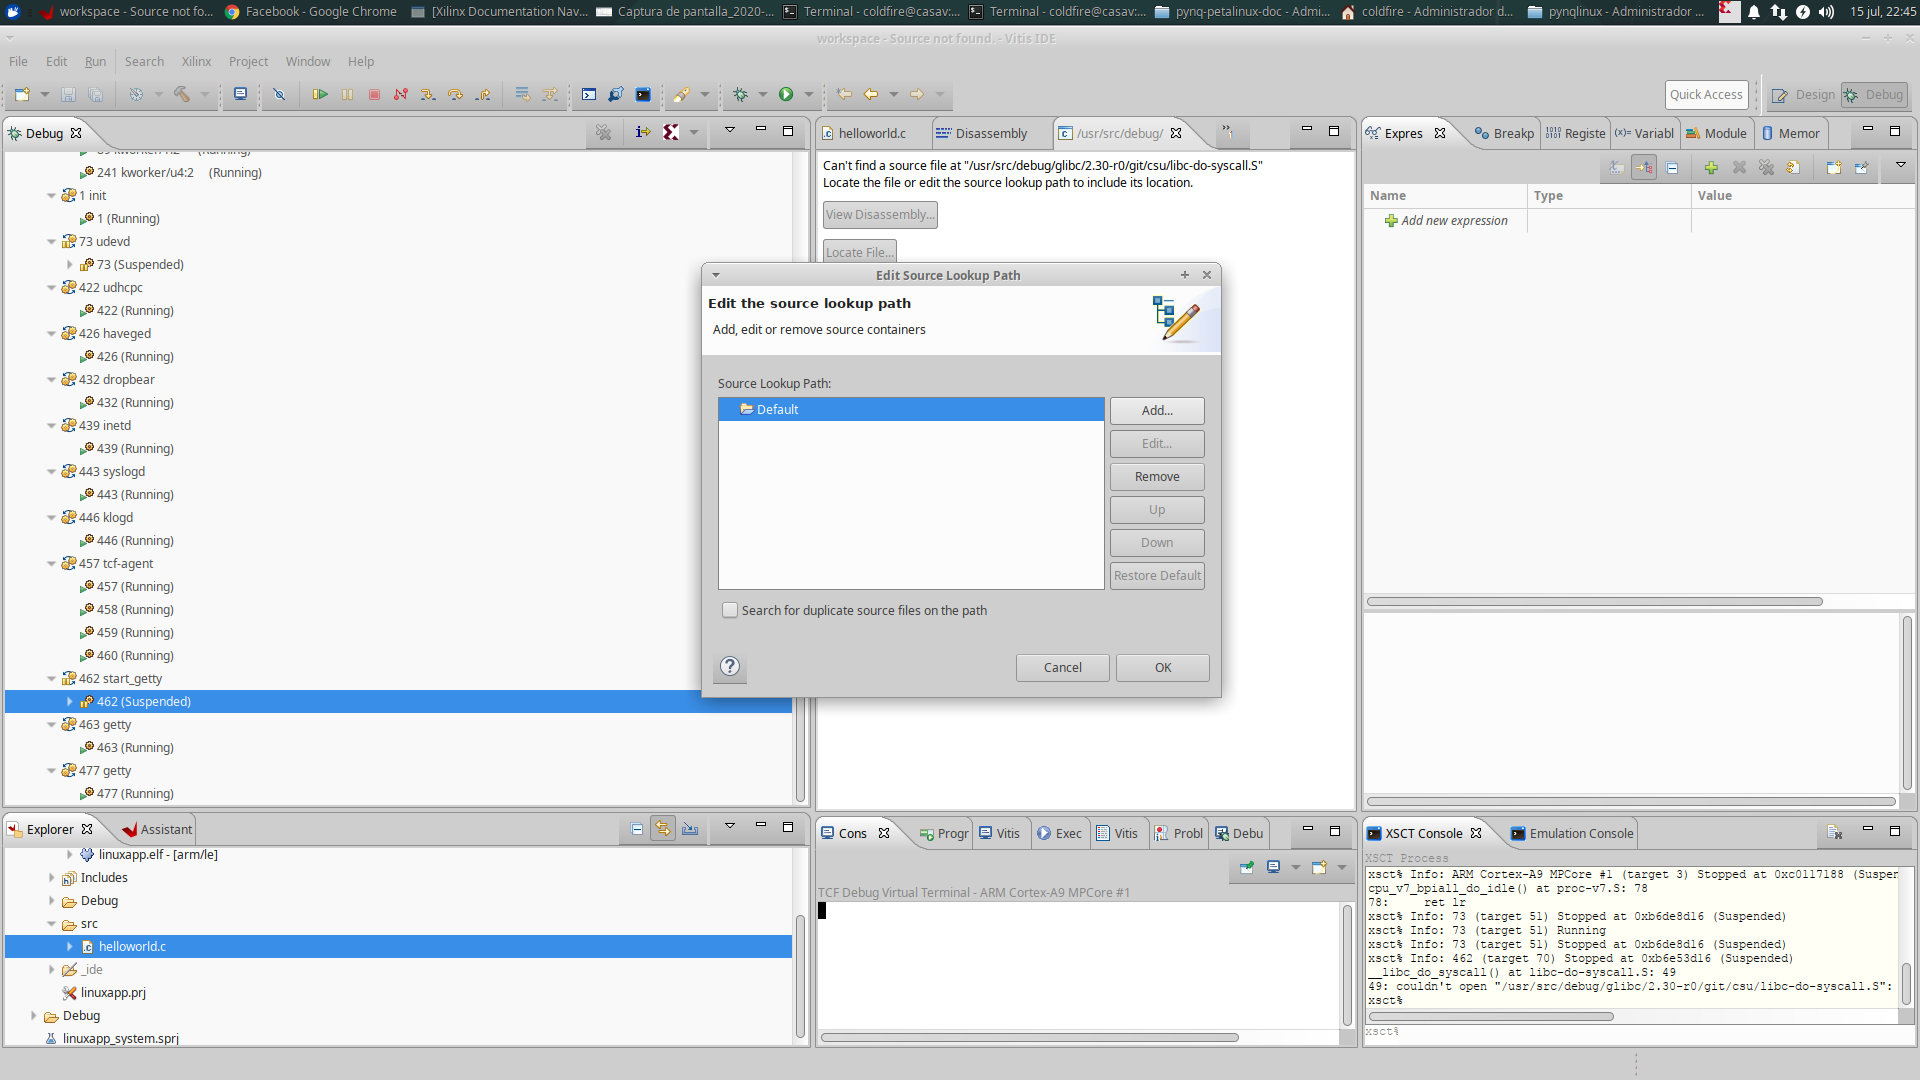 workspace - Source not fo...
Facebook - Google Chrome
[Xilinx Documentation Nav...
Captura de pantalla_2020-...
Terminal - coldfire@casav:...
Terminal - coldfire@casav:...
pynq-petalinux-doc - Admi...
coldfire - Administrador d...
pynqlinux - Administrador ...
15 jul, 22:45
workspace - Source not found. - Vitis IDE
File Edit Run Search Xilinx Project Window Help
Quick Access
Design
Debug
Debug
241 kworker/u4:2 (Running)
1 init
1 (Running)
73 udevd
73 (Suspended)
422 udhcpc
422 (Running)
426 haveged
426 (Running)
432 dropbear
432 (Running)
439 inetd
439 (Running)
443 syslogd
443 (Running)
446 klogd
446 (Running)
457 tcf-agent
457 (Running)
458 (Running)
459 (Running)
460 (Running)
462 start_getty
462 (Suspended)
463 getty
463 (Running)
477 getty
477 (Running)
helloworld.c
Disassembly
/usr/src/debug/
Can't find a source file at "/usr/src/debug/glibc/2.30-r0/git/csu/libc-do-syscall.S"
Locate the file or edit the source lookup path to include its location.
View Disassembly...
Locate File...
Edit Source Lookup Path
Edit the source lookup path
Add, edit or remove source containers
Source Lookup Path:
Default
Add...
Edit...
Remove
Up
Down
Restore Default
Search for duplicate source files on the path
Cancel
OK
Expres
Breakp
Registe
Variabl
Module
Memor
Name Type Value
Add new expression
Explorer
Assistant
linuxapp.elf - [arm/le]
Includes
Debug
src
helloworld.c
_ide
linuxapp.prj
Debug
linuxapp_system.sprj
Cons
Progr
Vitis
Exec
Vitis
Probl
Debu
TCF Debug Virtual Terminal - ARM Cortex-A9 MPCore #1
XSCT Console
Emulation Console
XSCT Process
xsct% Info: ARM Cortex-A9 MPCore #1 (target 3) Stopped at 0xc0117188 (Suspen
cpu_v7_bpiall_do_idle() at proc-v7.S: 78
78: ret lr
xsct% Info: 73 (target 51) Stopped at 0xb6de8d16 (Suspended)
xsct% Info: 73 (target 51) Running
xsct% Info: 73 (target 51) Stopped at 0xb6de8d16 (Suspended)
xsct% Info: 462 (target 70) Stopped at 0xb6e53d16 (Suspended)
__libc_do_syscall() at libc-do-syscall.S: 49
49: couldn't open "/usr/src/debug/glibc/2.30-r0/git/csu/libc-do-syscall.S":
xsct%
xsct%